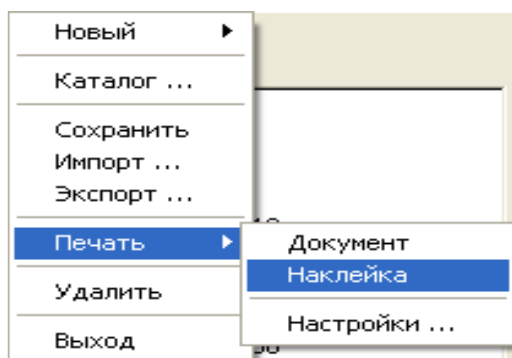 Новый
Каталог ...
Сохранить
Импорт ...
Экспорт ...
Печать
Документ
Наклейка
Настройки ...
Удалить
Выход